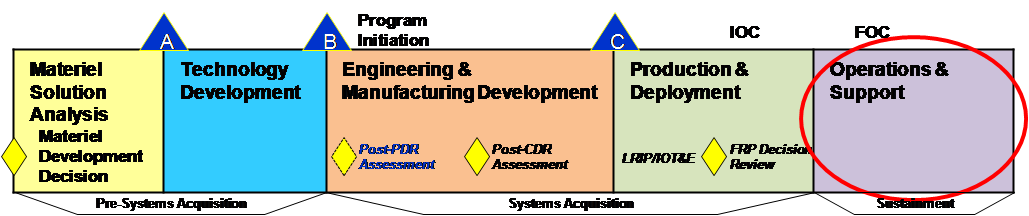 A
B
Program
Initiation
C
IOC
FOC
Materiel
Solution
Analysis
Materiel
Development
Decision
Technology
Development
Engineering &
Manufacturing Development
Post-PDR
Assessment
Post-CDR
Assessment
Production &
Deployment
LRIP/IOT&E
FRP Decision
Review
Operations &
Support
Pre-Systems Acquisition
Systems Acquisition
Sustainment